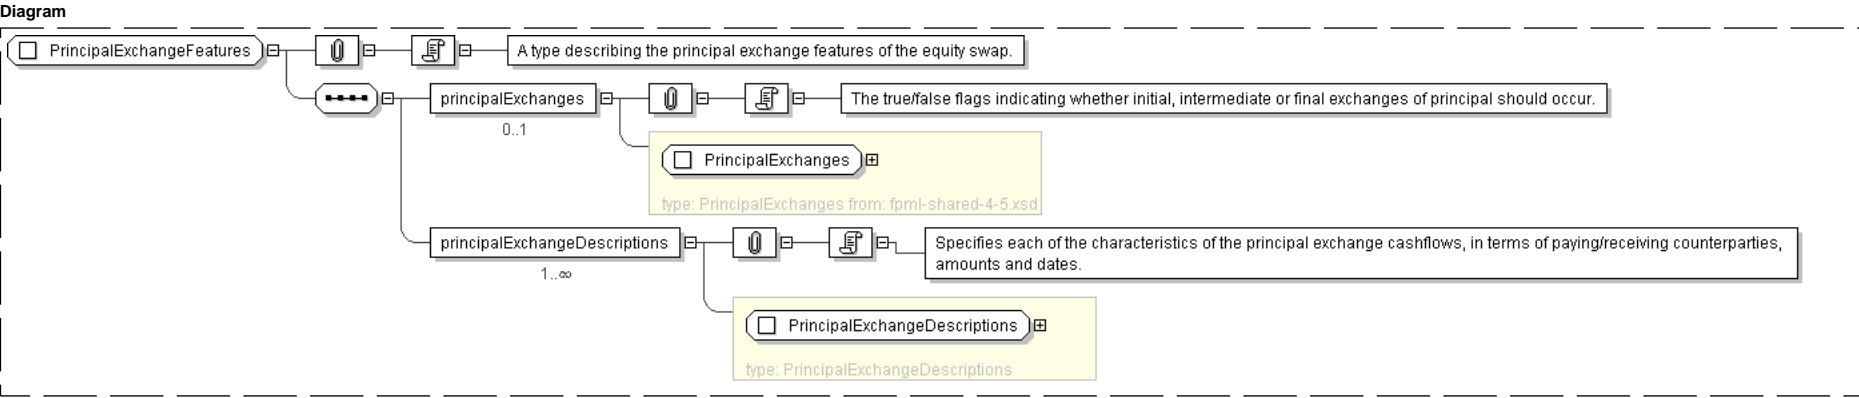 Diagram
PrincipalExchangeFeatures
A type describing the principal exchange features of the equity swap.
principalExchanges
The true/false flags indicating whether initial, intermediate or final exchanges of principal should occur.
0..1
PrincipalExchanges
type: PrincipalExchanges from: fpml-shared-4-5.xsd
principalExchangeDescriptions
Specifies each of the characteristics of the principal exchange cashflows, in terms of paying/receiving counterparties,
amounts and dates.
1..∞
PrincipalExchangeDescriptions
type: PrincipalExchangeDescriptions